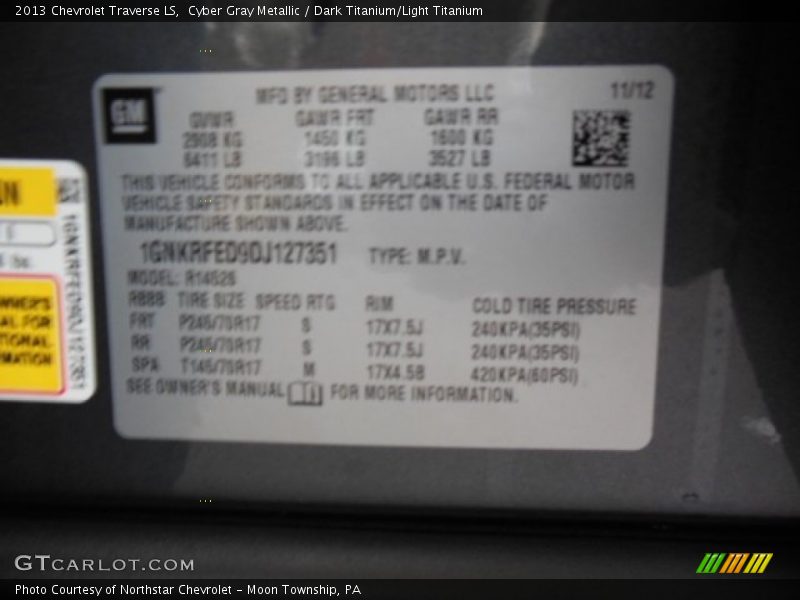 2013 Chevrolet Traverse LS,  Cyber Gray Metallic / Dark Titanium/Light Titanium
GM
MFD BY GENERAL MOTORS LLC 11/12
GVWR GAWR FRT GAWR RR
2908 KG 1450 KG 1600 KG
6411 LB 3196 LB 3527 LB
THIS VEHICLE CONFORMS TO ALL APPLICABLE U.S. FEDERAL MOTOR
VEHICLE SAFETY STANDARDS IN EFFECT ON THE DATE OF
MANUFACTURE SHOWN ABOVE.
1GNKRFED9DJ127351 TYPE: M.P.V.
MODEL: R14526
TIRE SIZE SPEED RTG RIM COLD TIRE PRESSURE
FRT P245/70R17 S 17X7.5J 240KPA(35PSI)
RR P245/70R17 S 17X7.5J 240KPA(35PSI)
SPA T145/70R17 M 17X4.5B 420KPA(60PSI)
SEE OWNER'S MANUAL FOR MORE INFORMATION.
1GNKRFED9DJ127351
OWNER'S
GTCARLOT.COM
Photo Courtesy of Northstar Chevrolet - Moon Township, PA